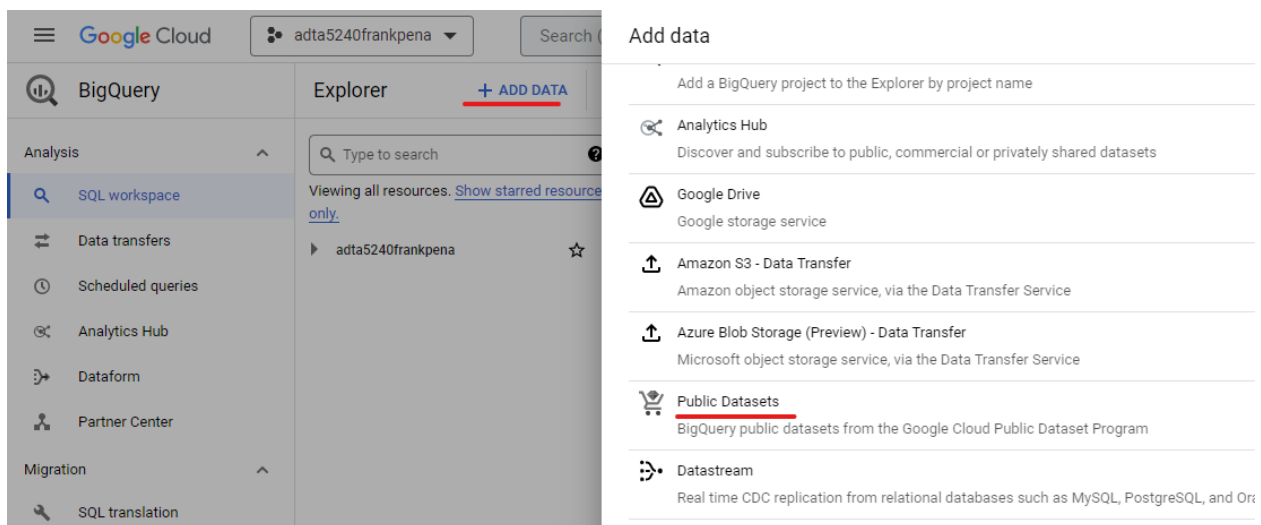 Google Cloud
adta5240frankpena
Search (
BigQuery
Explorer
+ ADD DATA
Analysis
SQL workspace
Data transfers
Scheduled queries
Analytics Hub
Dataform
Partner Center
Migration
SQL translation
Type to search
Viewing all resources. Show starred resource
only.
adta5240frankpena
Add data
Add a BigQuery project to the Explorer by project name
Analytics Hub
Discover and subscribe to public, commercial or privately shared datasets
Google Drive
Google storage service
Amazon S3 - Data Transfer
Amazon object storage service, via the Data Transfer Service
Azure Blob Storage (Preview) - Data Transfer
Microsoft object storage service, via the Data Transfer Service
Public Datasets
BigQuery public datasets from the Google Cloud Public Dataset Program
Datastream
Real time CDC replication from relational databases such as MySQL, PostgreSQL, and Ora